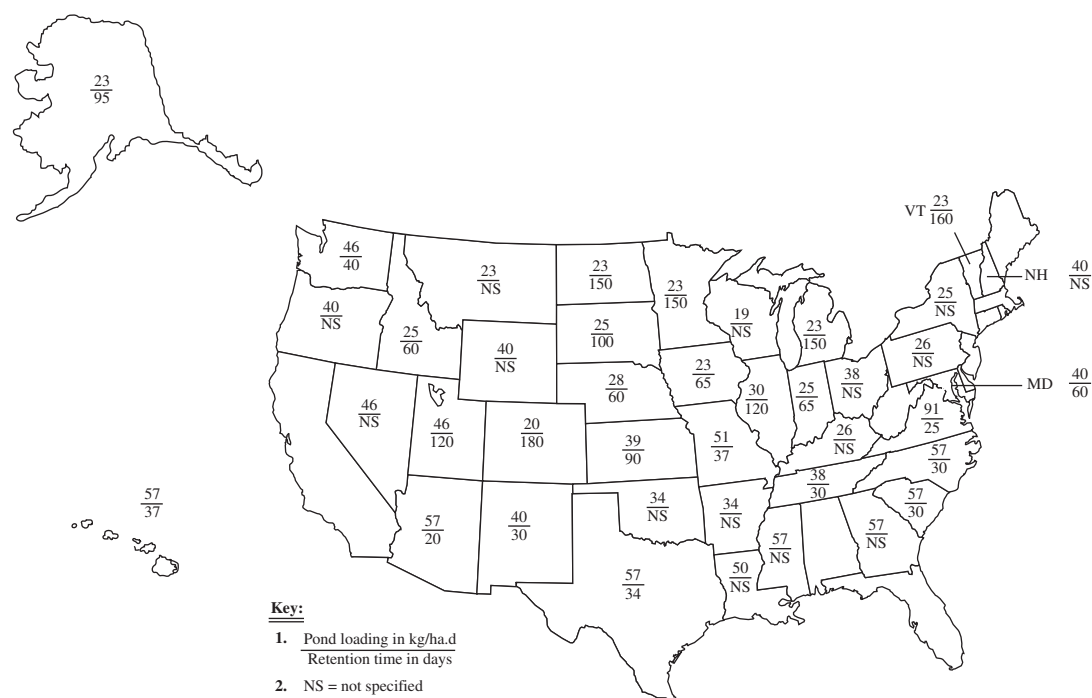 23
95
VT 23
160
46
40
23
NS
23
150
23
150
NH
40
NS
40
NS
25
60
40
NS
25
100
19
NS
23
150
25
NS
26
NS
28
60
23
65
30
120
25
65
38
NS
MD
40
60
46
NS
46
120
20
180
39
90
51
37
26
NS
91
25
57
30
38
30
57
37
57
20
40
30
34
NS
34
NS
57
30
57
NS
57
NS
50
NS
57
34
Key:
1. Pond loading in kg/ha.d
Retention time in days
2. NS = not specified